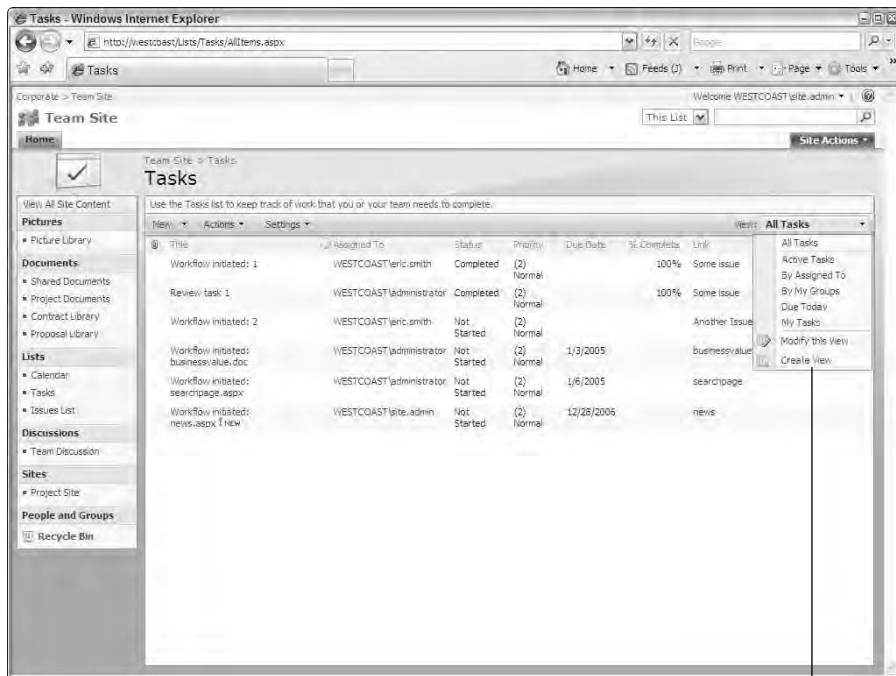 Tasks - Windows Internet Explorer
http://westcoast/Lists/Tasks/AllItems.aspx
Google
Tasks
Home Feeds (J) Print Page Tools
Corporate > Team Site
Welcome WESTCOAST\site.admin
Team Site
This List
Home
Site Actions
Team Site > Tasks
Tasks
View All Site Content
Pictures
Picture Library
Documents
Shared Documents
Project Documents
Contract Library
Proposal Library
Lists
Calendar
Tasks
Issues List
Discussions
Team Discussion
Sites
Project Site
People and Groups
Recycle Bin
Use the Tasks list to keep track of work that you or your team needs to complete.
New Actions Settings View: All Tasks
Title Assigned To Status Priority Due Date % Complete Link
Workflow initiated: 1 WESTCOAST\eric.smith Completed (2) Normal 100% Some issue
Review task 1 WESTCOAST\administrator Completed (2) Normal 100% Some issue
Workflow initiated: 2 WESTCOAST\eric.smith Not Started (2) Normal Another Issue
Workflow initiated: businessvalue.doc WESTCOAST\administrator Not Started (2) Normal 1/3/2005 businessvalue
Workflow initiated: searchpage.aspx WESTCOAST\administrator Not Started (2) Normal 1/6/2005 searchpage
Workflow initiated: news.aspx ! NEW WESTCOAST\site.admin Not Started (2) Normal 12/28/2006 news
All Tasks
Active Tasks
By Assigned To
By My Groups
Due Today
My Tasks
Modify this View
Create View